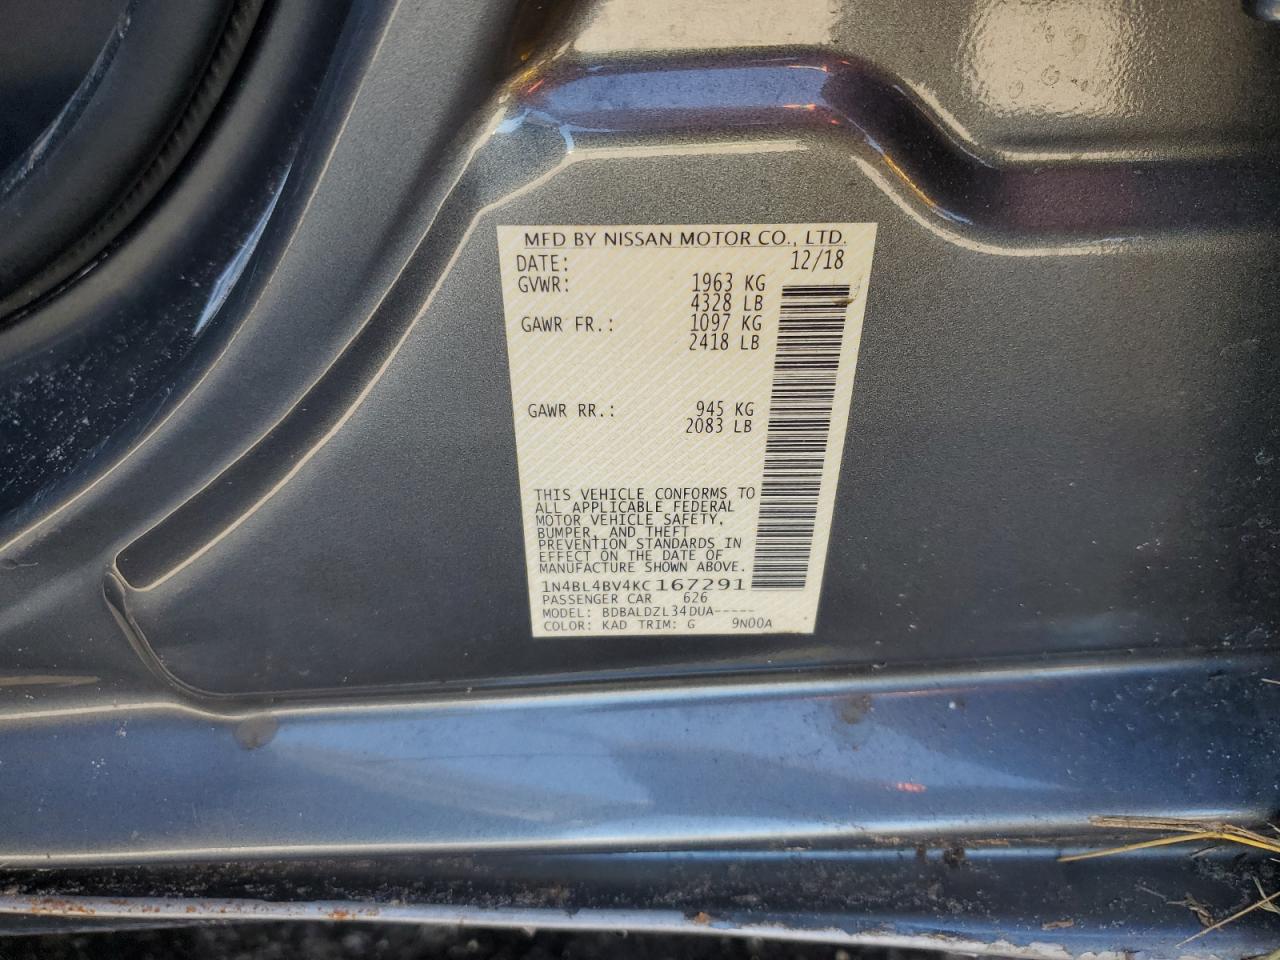 MFD BY NISSAN MOTOR CO., LTD.
DATE: 12/18
GVWR: 1963 KG
4328 LB
GAWR FR.: 1097 KG
2418 LB
GAWR RR.: 945 KG
2083 LB
THIS VEHICLE CONFORMS TO
ALL APPLICABLE FEDERAL
MOTOR VEHICLE SAFETY,
BUMPER, AND THEFT
PREVENTION STANDARDS IN
EFFECT ON THE DATE OF
MANUFACTURE SHOWN ABOVE.
1N4BL4BV4KC167291
PASSENGER CAR 626
MODEL: BDBALDZL34DUA-----
COLOR: KAD TRIM: G 9N00A